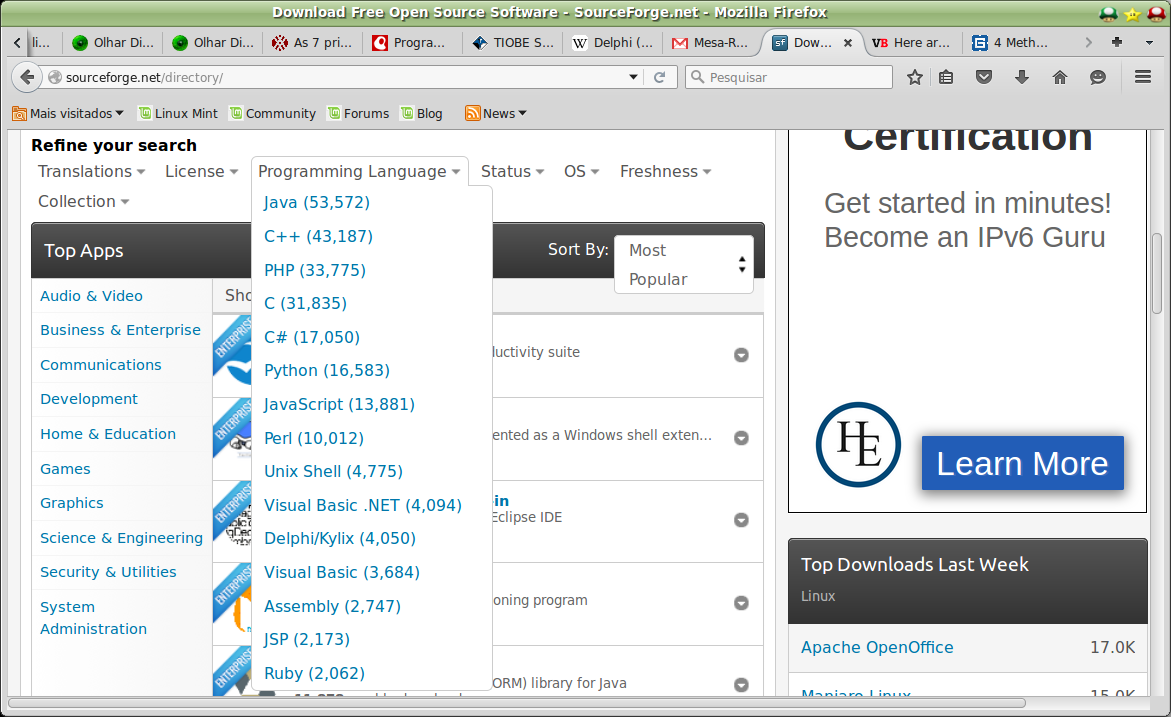 Download Free Open Source Software - SourceForge.net - Mozilla Firefox
li... Olhar Di... Olhar Di... As 7 pri... Progra... TIOBE S... Delphi (... Mesa-R... Dow... Here ar... 4 Meth...
sourceforge.net/directory/ Pesquisar
Mais visitados Linux Mint Community Forums Blog News
Refine your search
Translations License Programming Language Status OS Freshness
Collection
Java (53,572)
C++ (43,187)
PHP (33,775)
C (31,835)
C# (17,050)
Python (16,583)
JavaScript (13,881)
Perl (10,012)
Unix Shell (4,775)
Visual Basic .NET (4,094)
Delphi/Kylix (4,050)
Visual Basic (3,684)
Assembly (2,747)
JSP (2,173)
Ruby (2,062)
Top Apps
Sort By: Most
Popular
Audio & Video
Business & Enterprise
Communications
Development
Home & Education
Games
Graphics
Science & Engineering
Security & Utilities
System
Administration
Sho
ENTERPRISE
suite
ENTERPRISE
as a Windows shell exten...
ENTERPRISE
Eclipse IDE
ENTERPRISE
program
ENTERPRISE
ORM) library for Java
Certification
Get started in minutes!
Become an IPv6 Guru
HE
Learn More
Top Downloads Last Week
Linux
Apache OpenOffice 17.0K
Manjaro Linux 15.0K